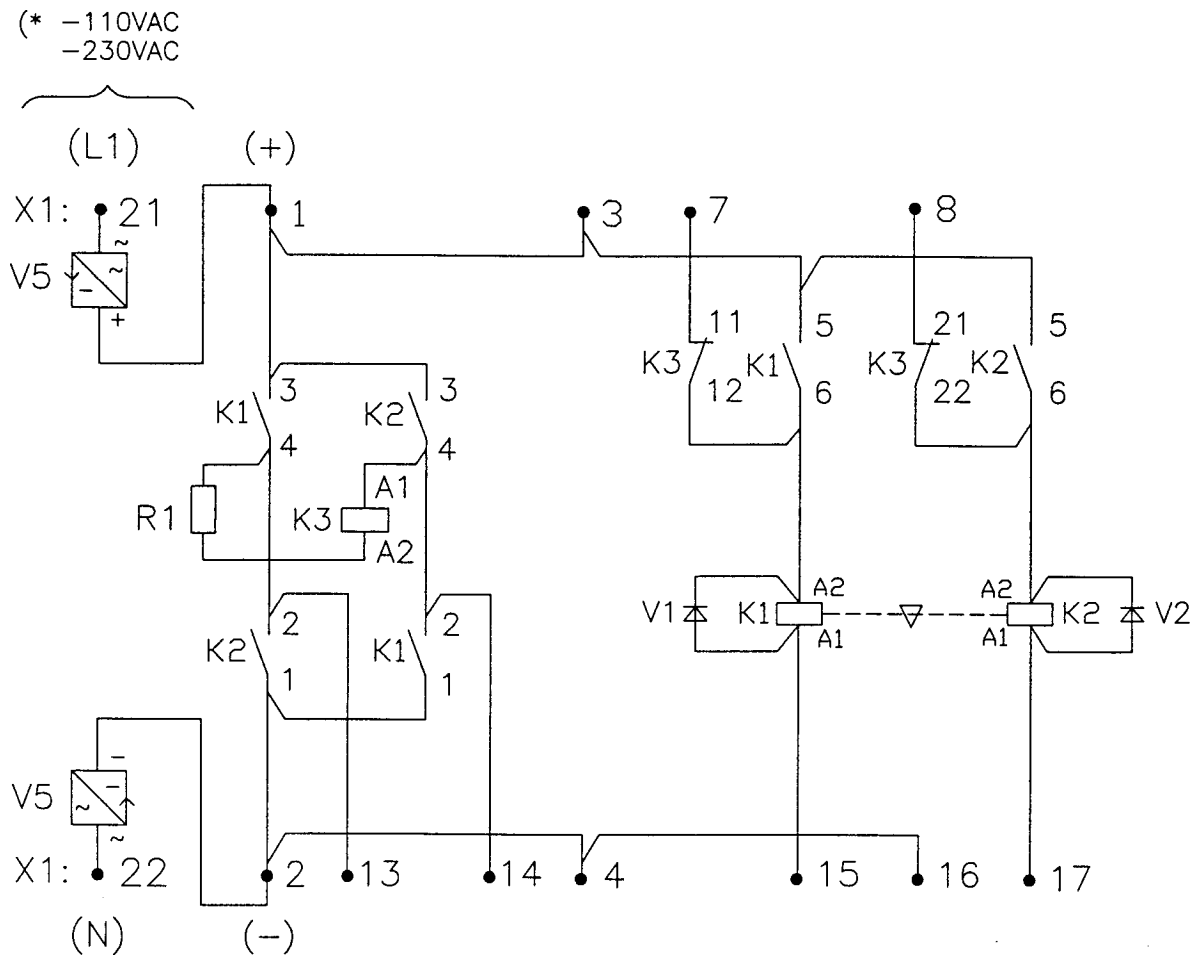 (* -110VAC
-230VAC
(L1) (+)
X1: 21 1 3 7 8
~
V5 ~ -
+
11 5 21 5
K3 K1 K3 K2
12 6 22 6
3 3
K1 K2
4 4
A1
R1 K3
A2
A2 A2
V1 K1 K2 V2
A1 A1
2 2
K2 K1
1 1
-
V5 - ~
~
X1: 22 2 13 14 4 15 16 17
(N) (-)